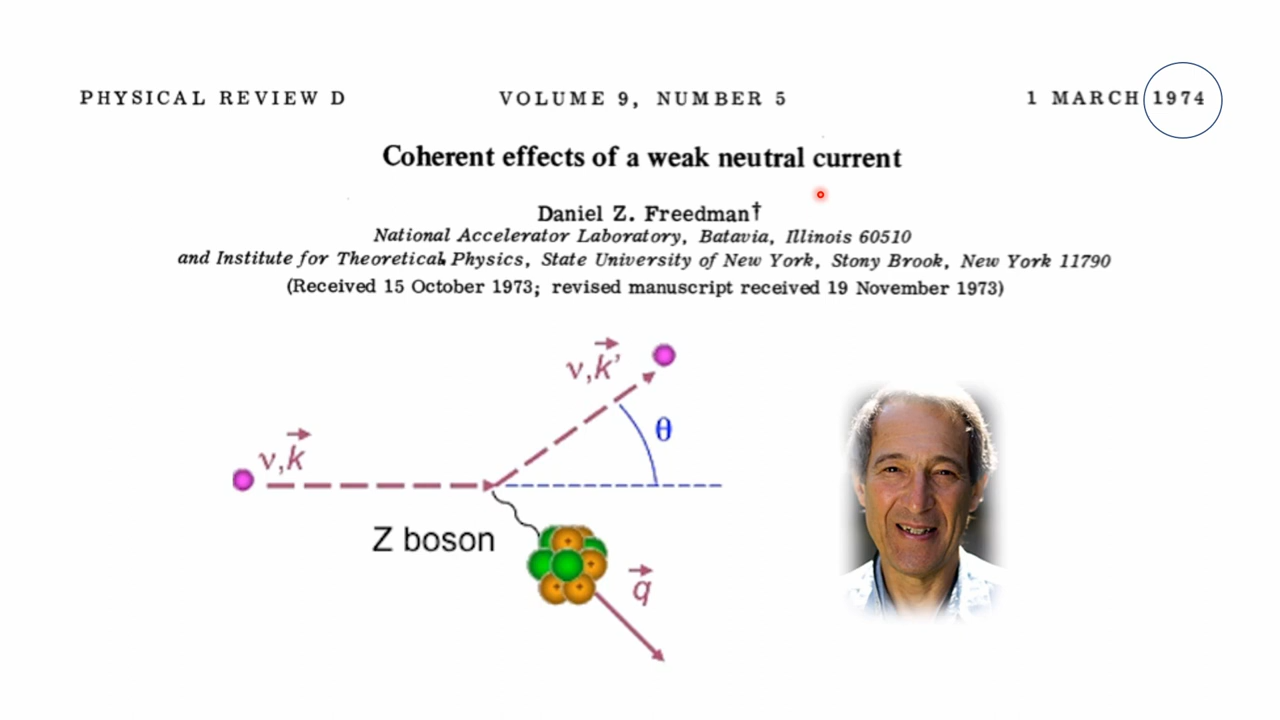 PHYSICAL REVIEW D VOLUME 9, NUMBER 5 1 MARCH 1974
Coherent effects of a weak neutral current
Daniel Z. Freedman†
National Accelerator Laboratory, Batavia, Illinois 60510
and Institute for Theoretical Physics, State University of New York, Stony Brook, New York 11790
(Received 15 October 1973; revised manuscript received 19 November 1973)
ν,k⃗’
θ
ν,k⃗
Z boson
q⃗